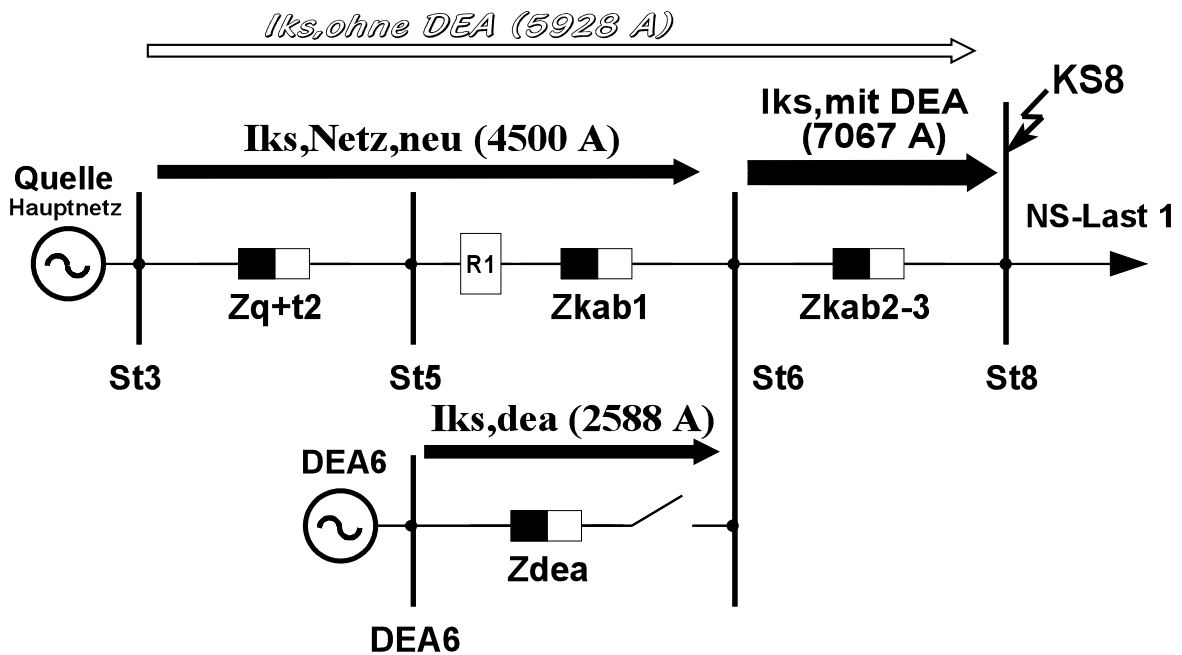 Iks,ohne DEA (5928 A)
KS8
Iks,mit DEA
(7067 A)
Iks,Netz,neu (4500 A)
Quelle
Hauptnetz
NS-Last 1
R1
Zq+t2
Zkab1
Zkab2-3
St3
St5
St6
St8
Iks,dea (2588 A)
DEA6
Zdea
DEA6